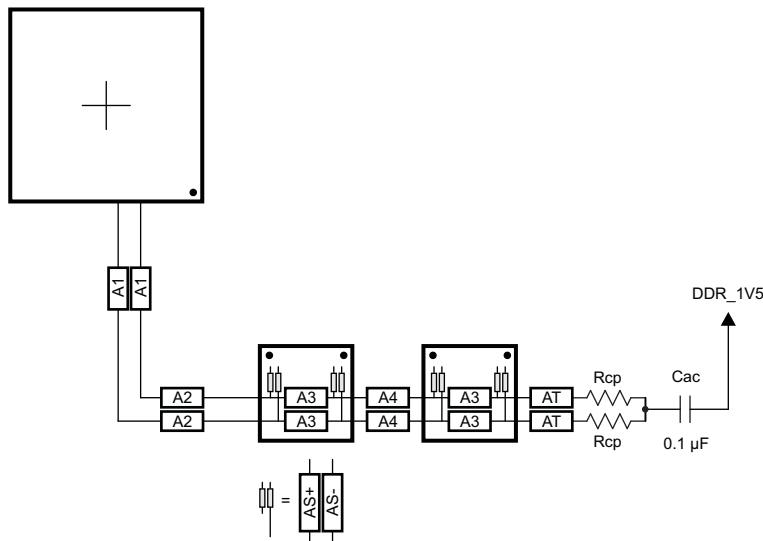 A1 A1
DDR_1V5
Rcp Cac
A2 A3 A4 A3 AT
A2 A3 A4 A3 AT
Rcp 0.1 µF
= AS+ AS-